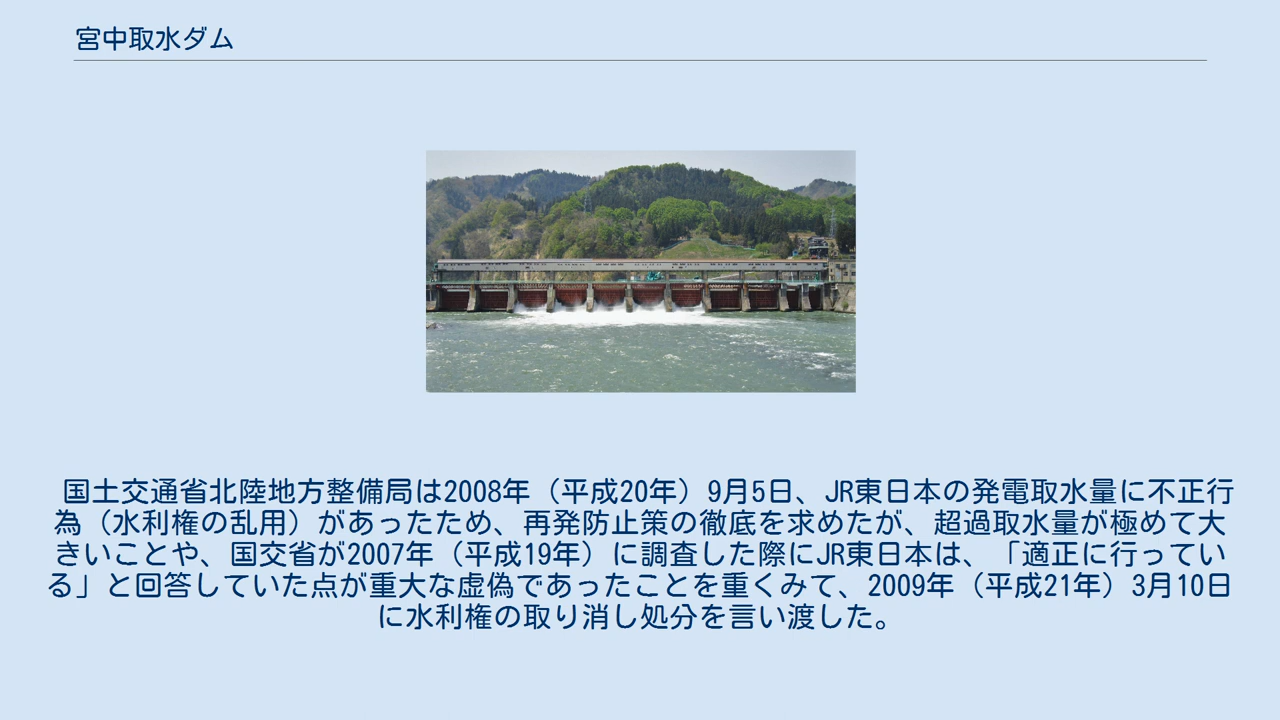 宮中取水ダム
国土交通省北陸地方整備局は2008年（平成20年）9月5日、JR東日本の発電取水量に不正行
為（水利権の乱用）があったため、再発防止策の徹底を求めたが、超過取水量が極めて大
きいことや、国交省が2007年（平成19年）に調査した際にJR東日本は、「適正に行ってい
る」と回答していた点が重大な虚偽であったことを重くみて、2009年（平成21年）3月10日
に水利権の取り消し処分を言い渡した。